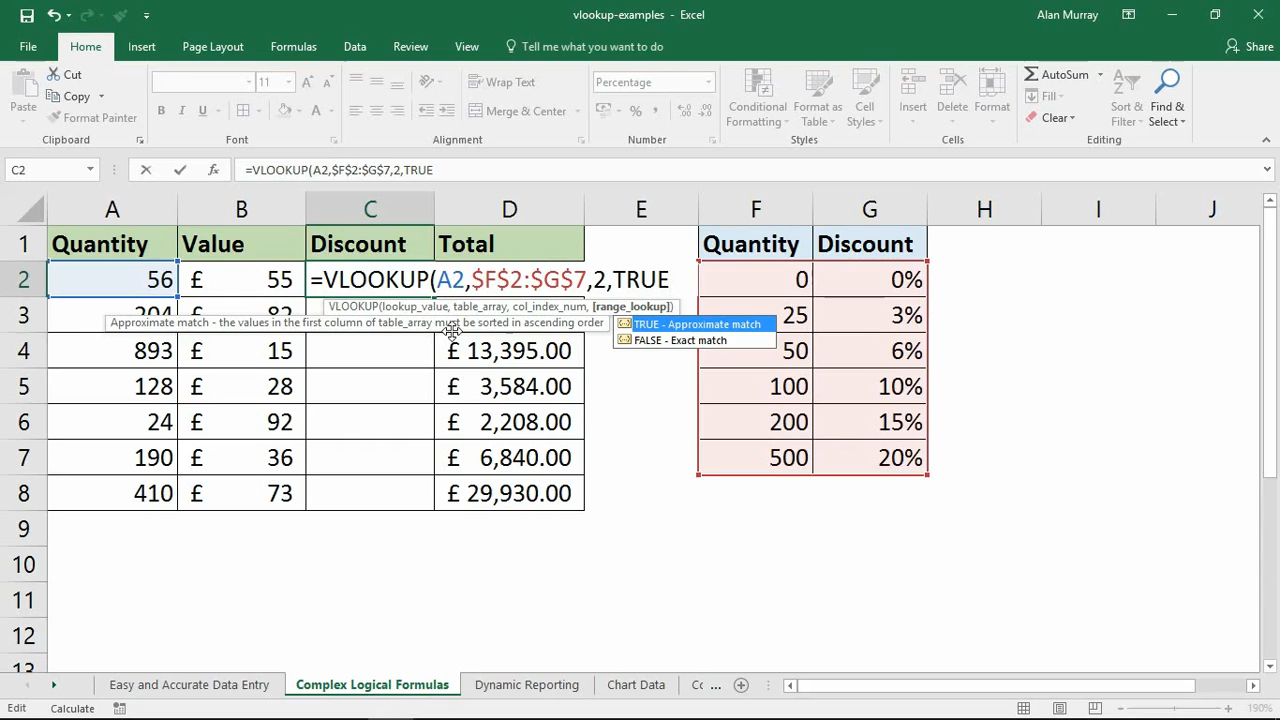 vlookup-examples - Excel
Alan Murray
File Home Insert Page Layout Formulas Data Review View Tell me what you want to do Share
Paste
Cut
Copy
Format Painter
11
Wrap Text
Merge & Center
Percentage
Conditional Formatting
Format as Table
Cell Styles
Insert
Delete
Format
AutoSum
Fill
Clear
Sort & Filter
Find & Select
Clipboard Font Alignment Number Styles Cells Editing
C2 =VLOOKUP(A2,$F$2:$G$7,2,TRUE
A B C D E F G H I J
1 Quantity Value Discount Total Quantity Discount
2 56 £ 55 =VLOOKUP(A2,$F$2:$G$7,2,TRUE 0 0%
VLOOKUP(lookup_value, table_array, col_index_num, [range_lookup])
3 25 3%
Approximate match - the values in the first column of table_array must be sorted in ascending order
TRUE - Approximate match
FALSE - Exact match
4 893 15 £ 13,395.00 50 6%
5 128 £ 28 £ 3,584.00 100 10%
6 24 £ 92 £ 2,208.00 200 15%
7 190 £ 36 £ 6,840.00 500 20%
8 410 £ 73 £ 29,930.00
9
10
11
12
Easy and Accurate Data Entry Complex Logical Formulas Dynamic Reporting Chart Data Cc ...
Edit Calculate 190%